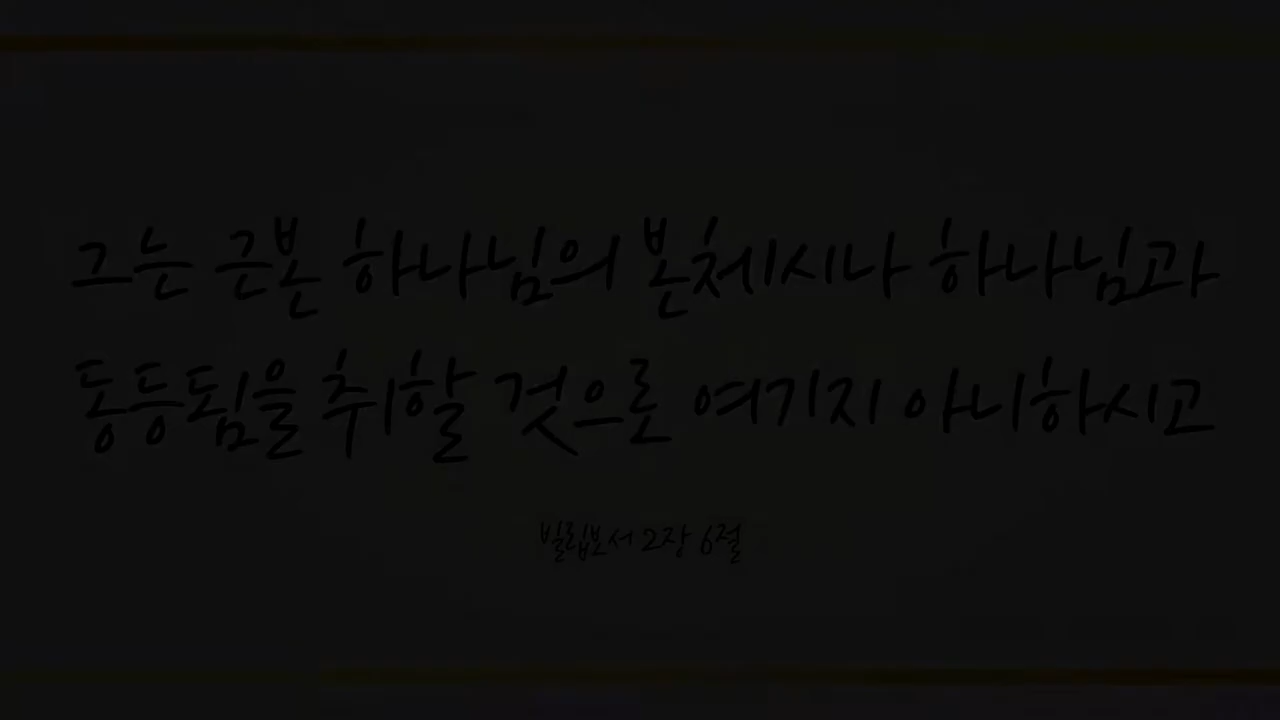 그는 근본 하나님의 본체시나 하나님과
동등됨을 취할 것으로 여기지 아니하시고
빌립보서 2장 6절